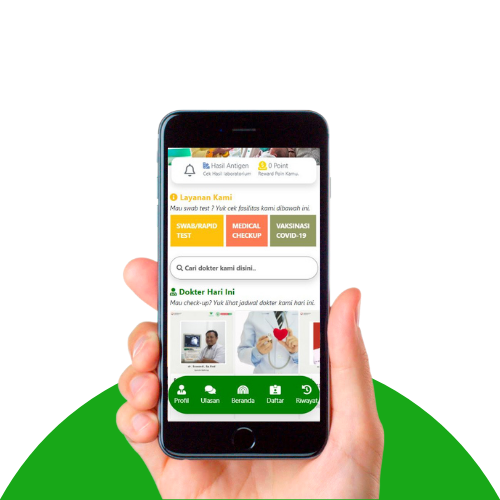 Hasil Antigen
Cek Hasil laboratorium
0 Point
Reward Poin Kamu.
Layanan Kami
Mau swab test ? Yuk cek fasilitas kami dibawah ini.
SWAB/RAPID
TEST
MEDICAL
CHECKUP
VAKSINASI
COVID-19
Cari dokter kami disini..
Dokter Hari Ini
Mau check-up? Yuk lihat jadwal dokter kami hari ini.
Profil
Ulasan
Beranda
Daftar
Riwayat